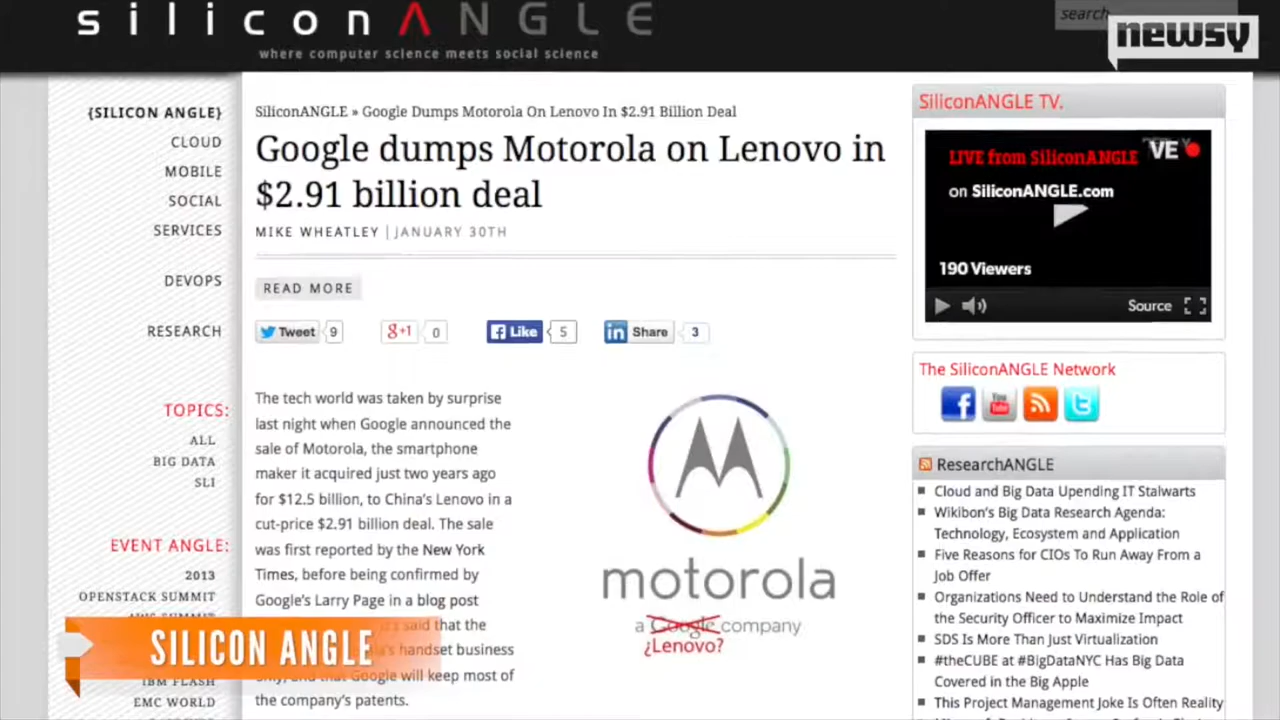 siliconANGLE
where computer science meets social science
search
newsy
{SILICON ANGLE}
CLOUD
MOBILE
SOCIAL
SERVICES
DEVOPS
RESEARCH
TOPICS:
ALL
BIG DATA
SLI
EVENT ANGLE:
2013
OPENSTACK SUMMIT
AWS SUMMIT
SILICON ANGLE
IBM FLASH
EMC WORLD
SiliconANGLE » Google Dumps Motorola On Lenovo In $2.91 Billion Deal
Google dumps Motorola on Lenovo in
$2.91 billion deal
MIKE WHEATLEY | JANUARY 30TH
READ MORE
Tweet 9
g+1 0
Like 5
in Share 3
The tech world was taken by surprise
last night when Google announced the
sale of Motorola, the smartphone
maker it acquired just two years ago
for $12.5 billion, to China's Lenovo in a
cut-price $2.91 billion deal. The sale
was first reported by the New York
Times, before being confirmed by
Google's Larry Page in a blog post
said that the
handset business
and that Google will keep most of
the company's patents.
motorola
a Google company
¿Lenovo?
SiliconANGLE TV.
LIVE from SiliconANGLE
VE
on SiliconANGLE.com
190 Viewers
Source
The SiliconANGLE Network
You
ResearchANGLE
Cloud and Big Data Upending IT Stalwarts
Wikibon's Big Data Research Agenda:
Technology, Ecosystem and Application
Five Reasons for CIOs To Run Away From a
Job Offer
Organizations Need to Understand the Role of
the Security Officer to Maximize Impact
SDS Is More Than Just Virtualization
#theCUBE at #BigDataNYC Has Big Data
Covered in the Big Apple
This Project Management Joke Is Often Reality